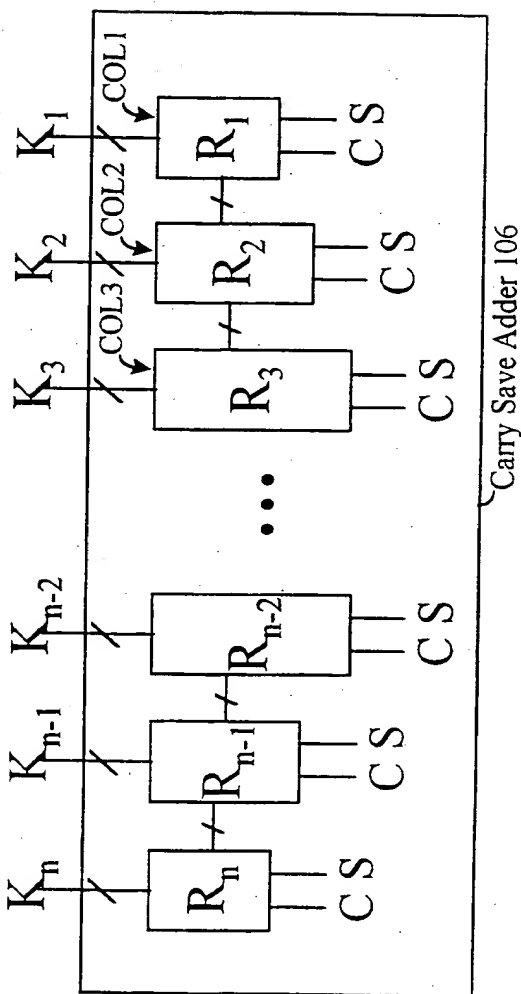 Kn Kn-1 Kn-2 K3 K2 K1
COL3 COL2 COL1
Rn Rn-1 Rn-2 ••• R3 R2 R1
C S C S C S C S C S C S
Carry Save Adder 106